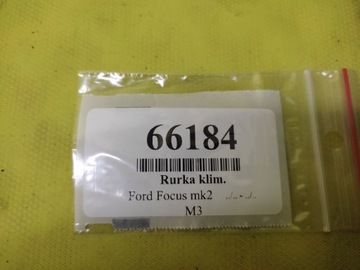 66184
Rurka klim.
Ford Focus mk2 ../.. - ../..
M3